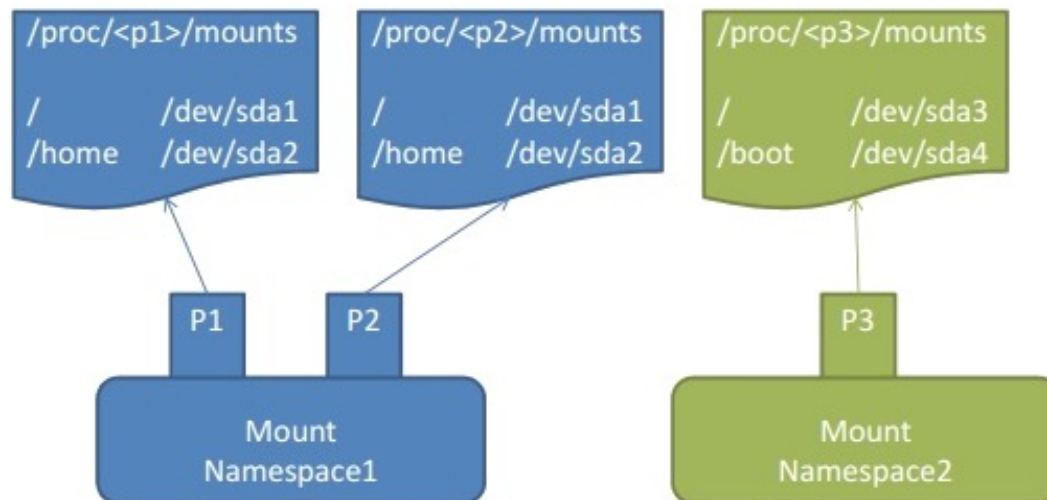 /proc/<p1>/mounts
/ /dev/sda1
/home /dev/sda2
/proc/<p2>/mounts
/ /dev/sda1
/home /dev/sda2
/proc/<p3>/mounts
/ /dev/sda3
/boot /dev/sda4
P1
P2
P3
Mount
Namespace1
Mount
Namespace2